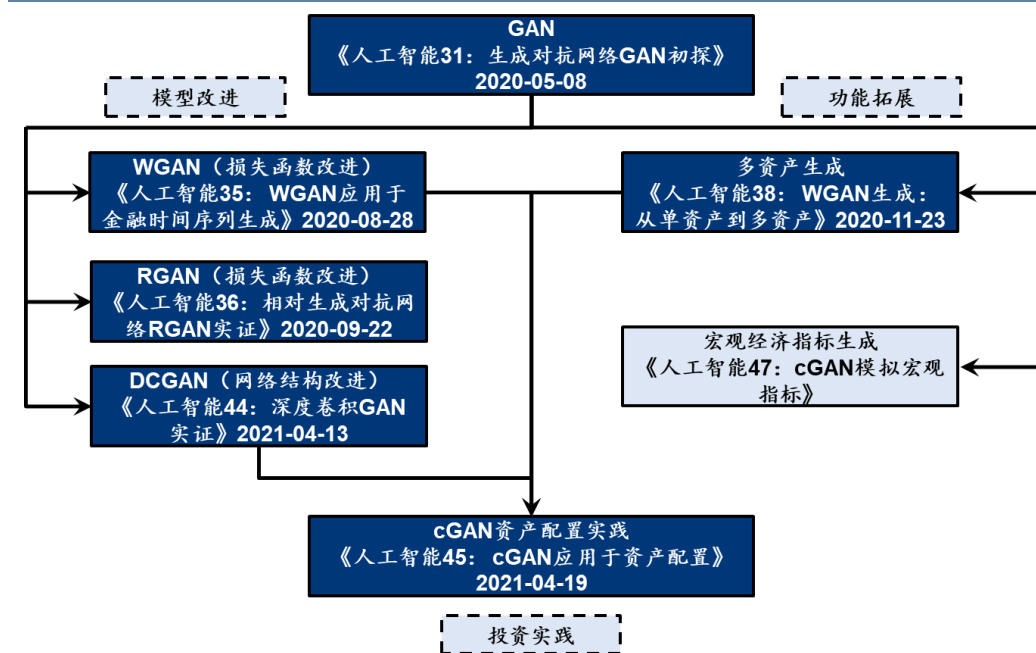 GAN
《人工智能31：生成对抗网络GAN初探》
2020-05-08
模型改进
功能拓展
WGAN（损失函数改进）
《人工智能35：WGAN应用于
金融时间序列生成》2020-08-28
多资产生成
《人工智能38：WGAN生成：
从单资产到多资产》2020-11-23
RGAN（损失函数改进）
《人工智能36：相对生成对抗网
络RGAN实证》2020-09-22
宏观经济指标生成
《人工智能47：cGAN模拟宏观
指标》
DCGAN（网络结构改进）
《人工智能44：深度卷积GAN
实证》2021-04-13
cGAN资产配置实践
《人工智能45：cGAN应用于资产配置》
2021-04-19
投资实践